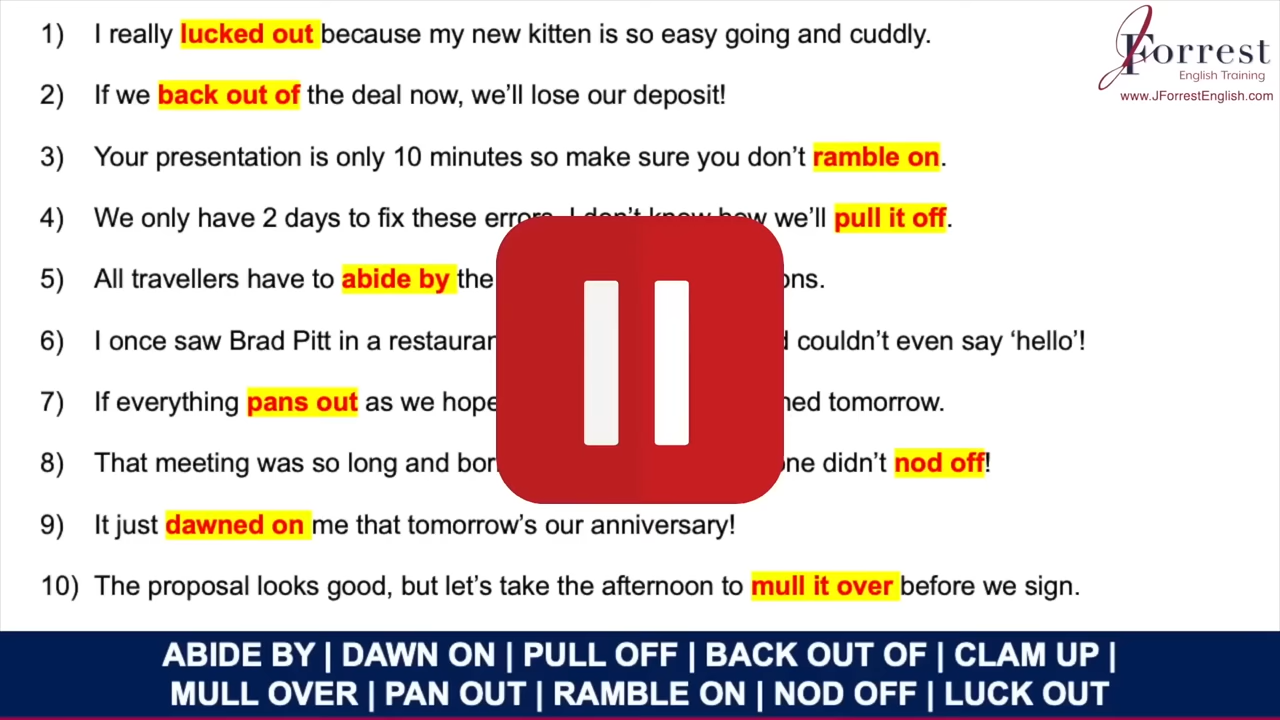 1) I really lucked out because my new kitten is so easy going and cuddly.
JForrest
English Training
www.JForrestEnglish.com
2) If we back out of the deal now, we’ll lose our deposit!
3) Your presentation is only 10 minutes so make sure you don’t ramble on.
4) We only have 2 days to fix these errors. I don’t know how we’ll pull it off.
5) All travellers have to abide by the
6) I once saw Brad Pitt in a couldn’t even say ‘hello’!
7) If everything pans out as we tomorrow.
8) That meeting was so long and didn’t nod off!
9) It just dawned on me that tomorrow’s our anniversary!
10) The proposal looks good, but let’s take the afternoon to mull it over before we sign.
ABIDE BY | DAWN ON | PULL OFF | BACK OUT OF | CLAM UP |
MULL OVER | PAN OUT | RAMBLE ON | NOD OFF | LUCK OUT